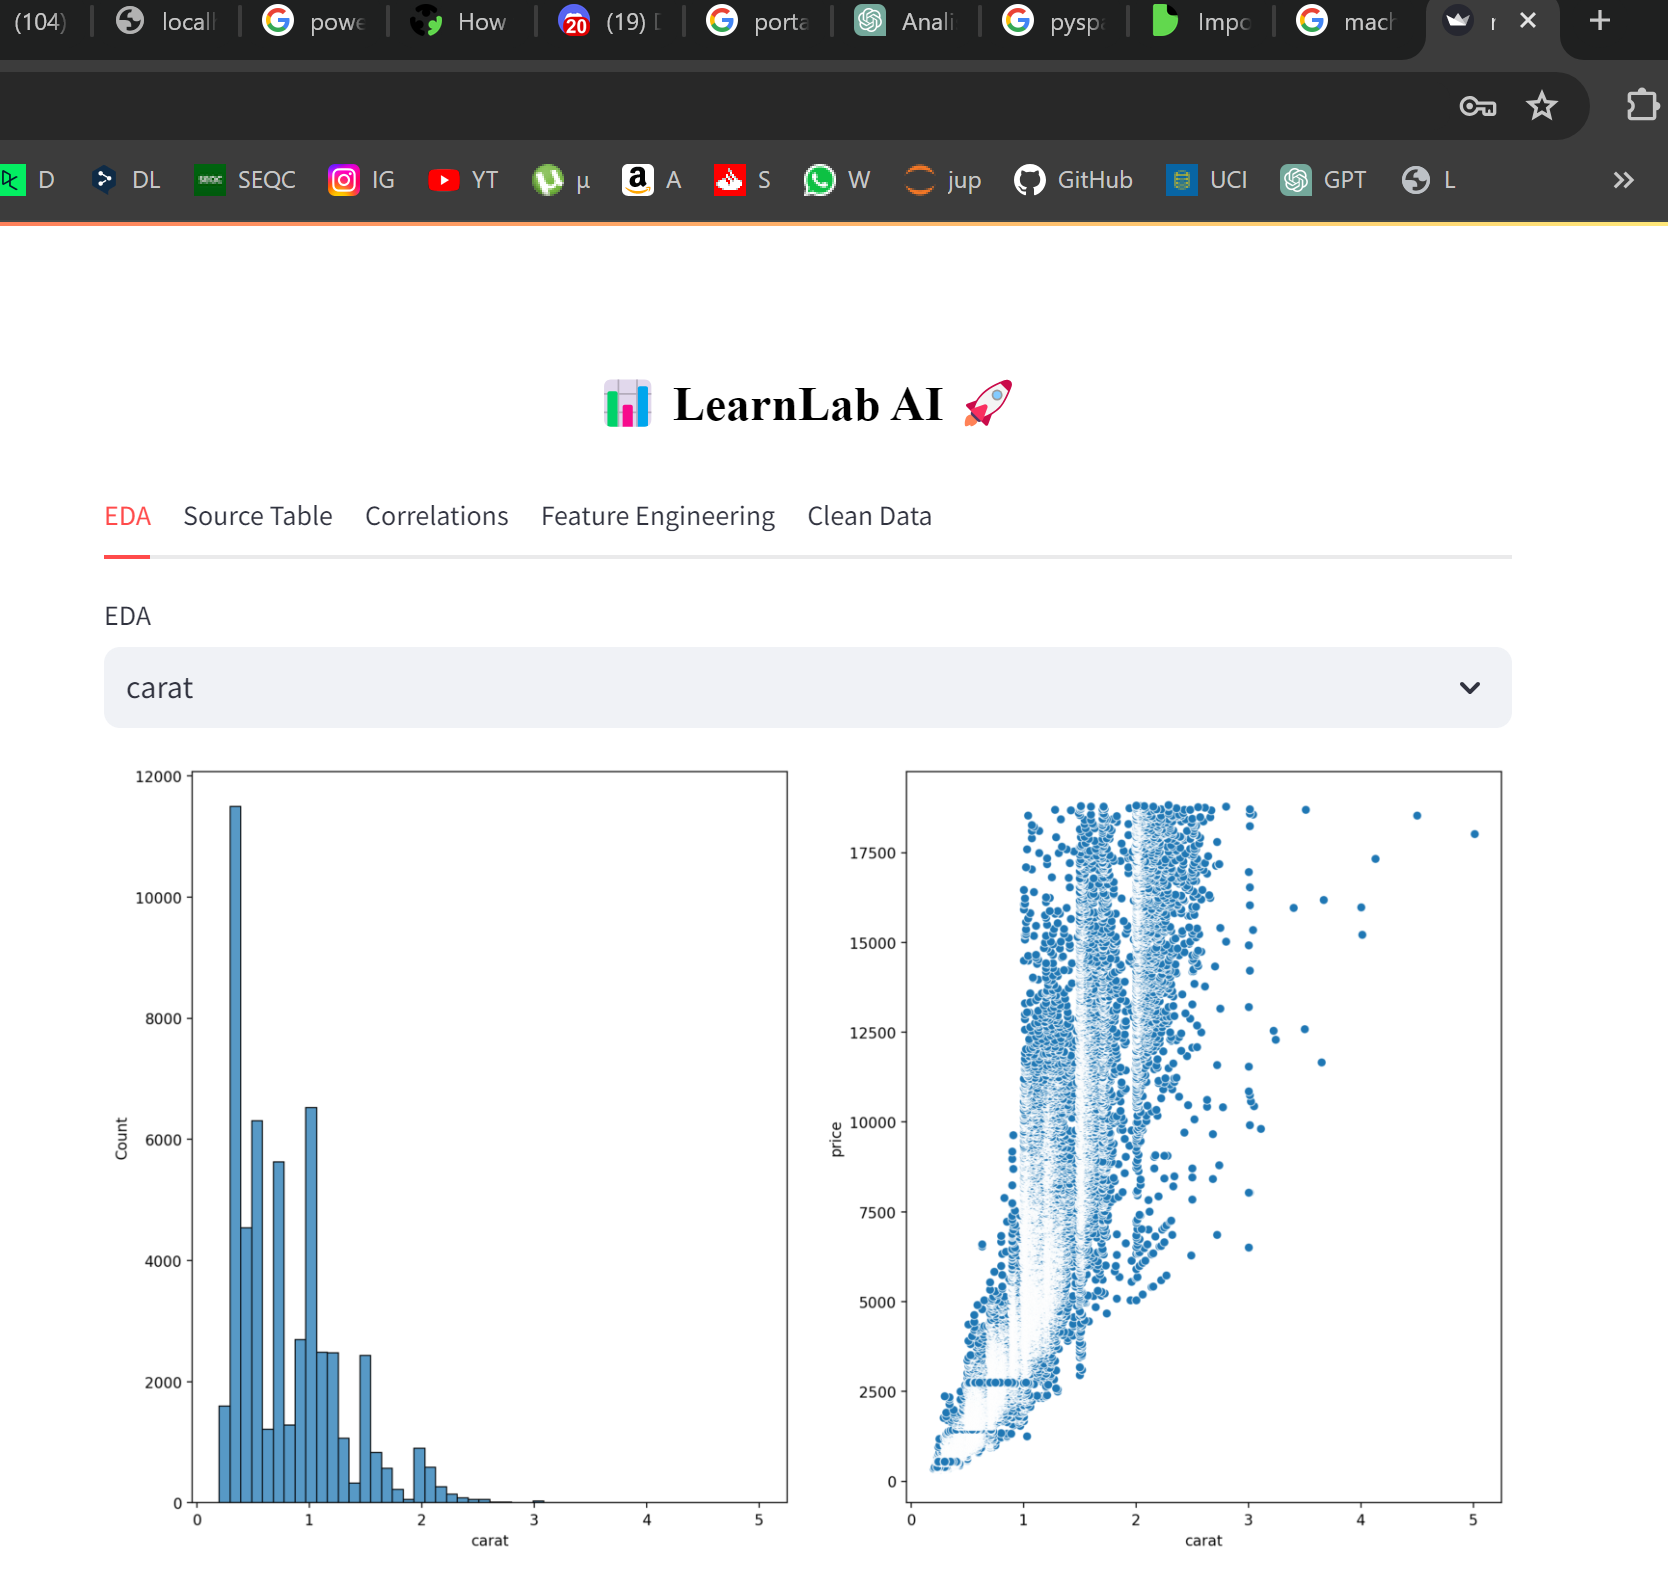 (104) locall powe How 20 (19) porta Anali pyspa Impo mach
D DL SEQC IG YT µ a A S W jup GitHub UCI GPT L
LearnLab AI
EDA Source Table Correlations Feature Engineering Clean Data
EDA
carat
12000
10000
8000
6000
4000
2000
0
Count
0 1 2 3 4 5
carat
17500
15000
12500
10000
7500
5000
2500
0
price
0 1 2 3 4 5
carat